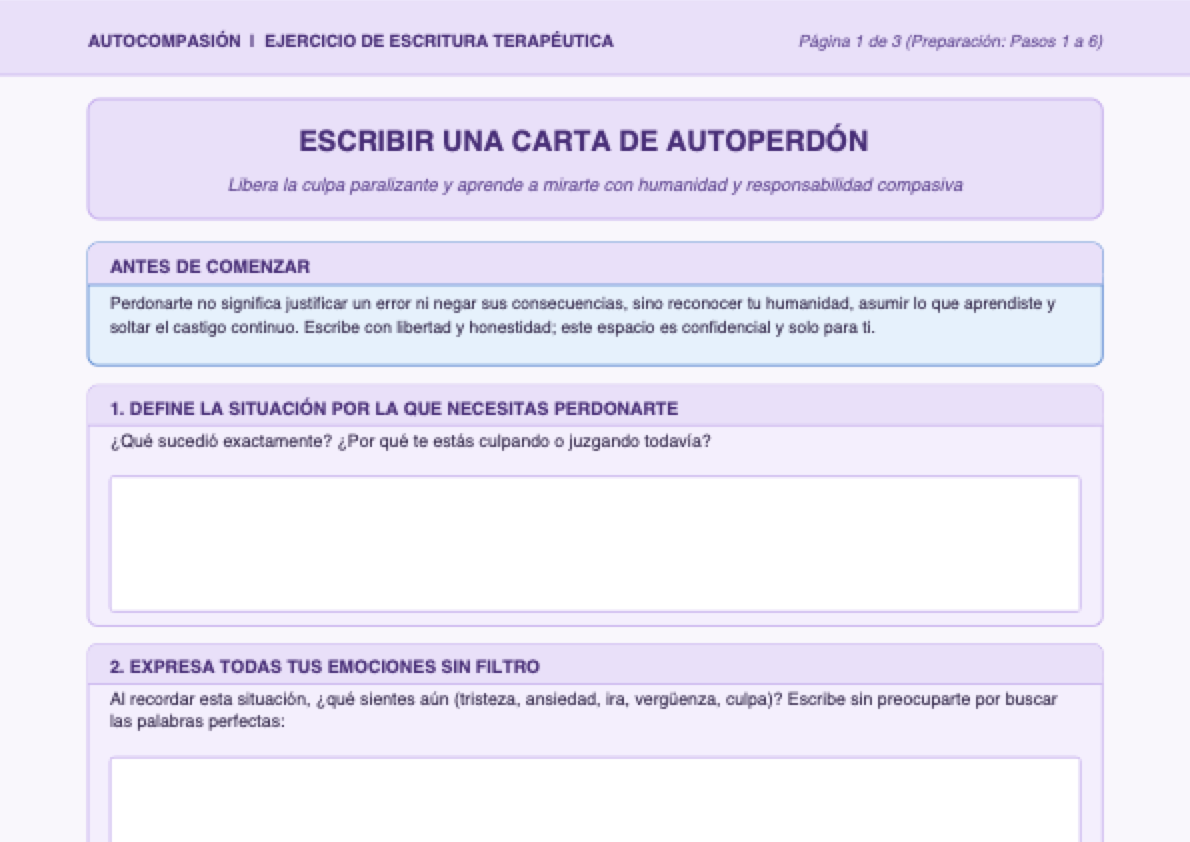 AUTOCOMPASIÓN | EJERCICIO DE ESCRITURA TERAPÉUTICA
Página 1 de 3 (Preparación: Pasos 1 a 6)
ESCRIBIR UNA CARTA DE AUTOPERDÓN
Libera la culpa paralizante y aprende a mirarte con humanidad y responsabilidad compasiva
ANTES DE COMENZAR
Perdonarte no significa justificar un error ni negar sus consecuencias, sino reconocer tu humanidad, asumir lo que aprendiste y
soltar el castigo continuo. Escribe con libertad y honestidad; este espacio es confidencial y solo para ti.
1. DEFINE LA SITUACIÓN POR LA QUE NECESITAS PERDONARTE
¿Qué sucedió exactamente? ¿Por qué te estás culpando o juzgando todavía?
2. EXPRESA TODAS TUS EMOCIONES SIN FILTRO
Al recordar esta situación, ¿qué sientes aún (tristeza, ansiedad, ira, vergüenza, culpa)? Escribe sin preocuparte por buscar
las palabras perfectas: